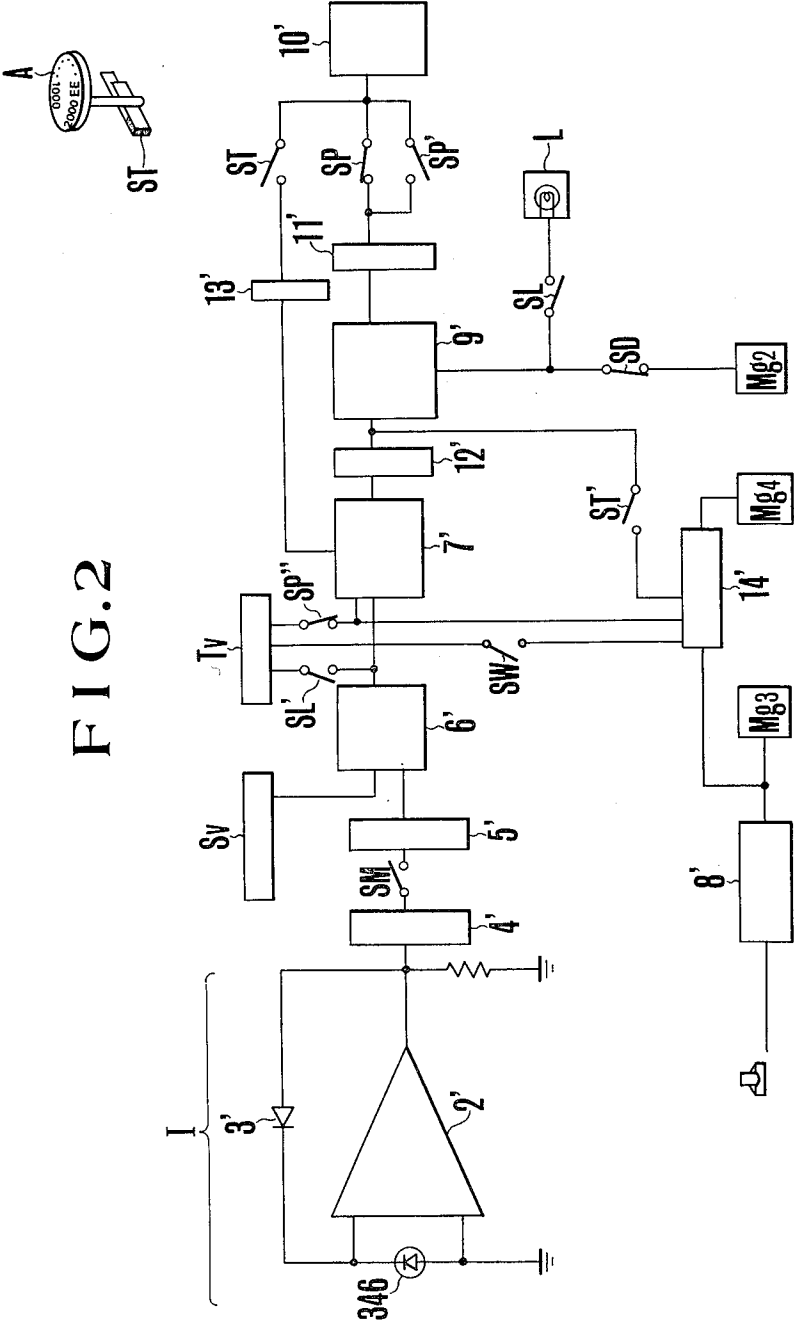 FIG.2
A
1000
2000 EE
ST
10'
ST
SP
SP'
11'
13'
L
SL
9'
SD
Mg2
12'
7'
ST'
Mg4
14'
SP''
Tv
SL'
SW
6'
Mg3
Sv
5'
SM
4'
8'
I
3'
2'
346